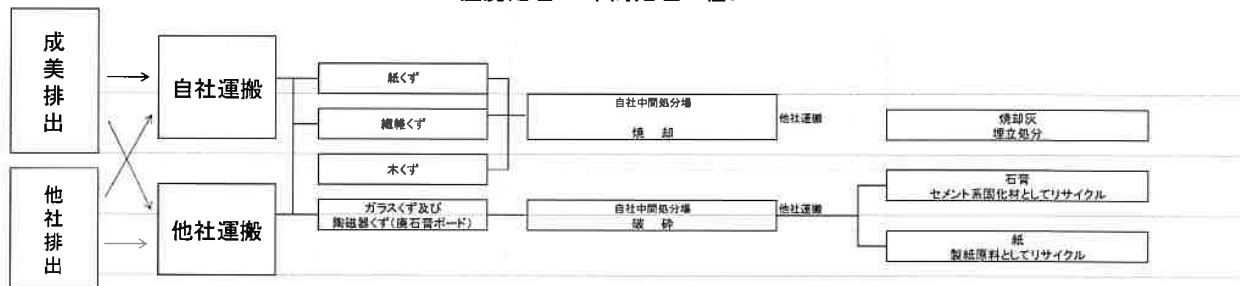 成美排出
他社排出
自社運搬
他社運搬
紙くず
繊維くず
木くず
ガラスくず及び
陶磁器くず(廃石膏ボード)
自社中間処分場
焼 却
他社運搬
焼却灰
埋立処分
自社中間処分場
破 砕
他社運搬
石膏
セメント系固化材としてリサイクル
紙
製紙原料としてリサイクル